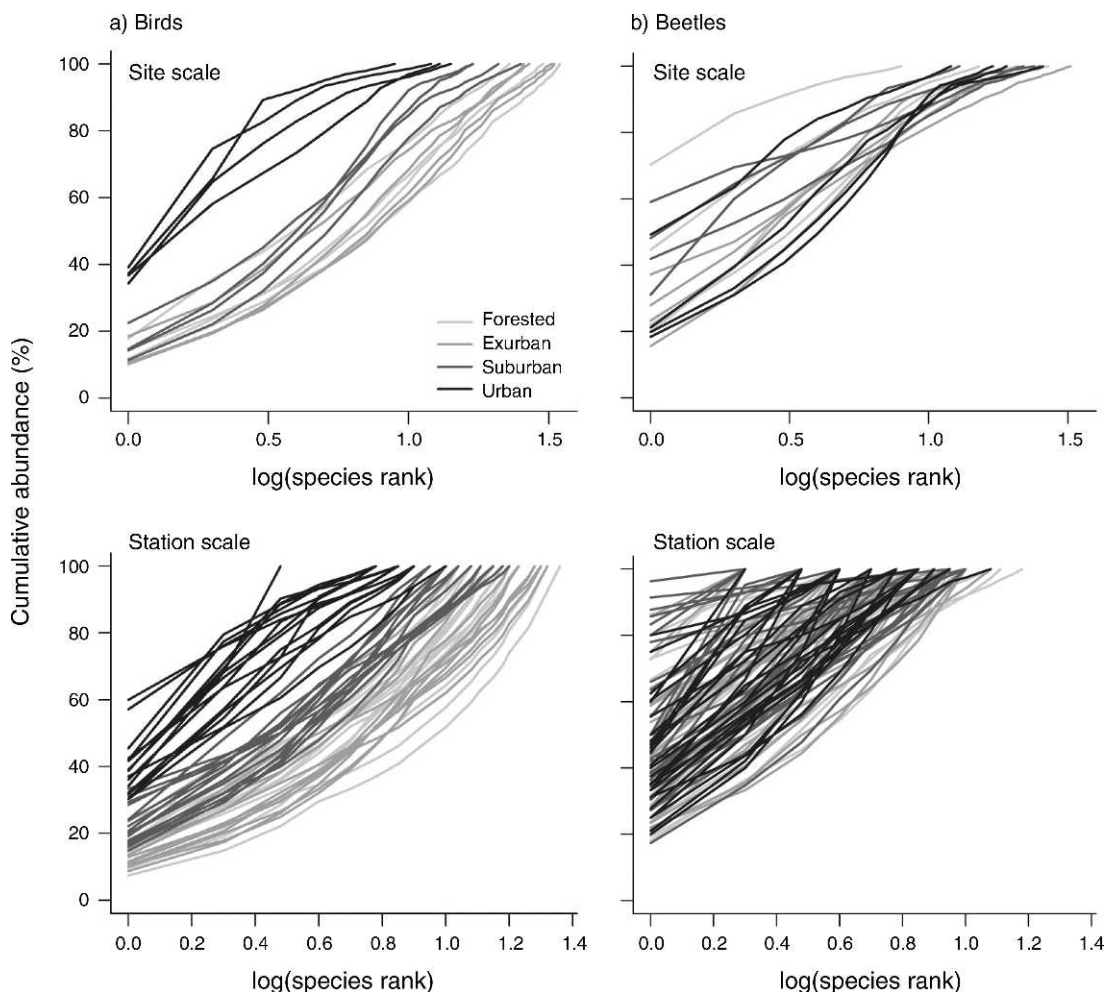 a) Birds
b) Beetles
Site scale
Site scale
100
80
60
40
20
0
Forested
Exurban
Suburban
Urban
0.0 0.5 1.0 1.5
0.0 0.5 1.0 1.5
log(species rank)
log(species rank)
Cumulative abundance (%)
Station scale
Station scale
100
80
60
40
20
0
0.0 0.2 0.4 0.6 0.8 1.0 1.2 1.4
0.0 0.2 0.4 0.6 0.8 1.0 1.2 1.4
log(species rank)
log(species rank)